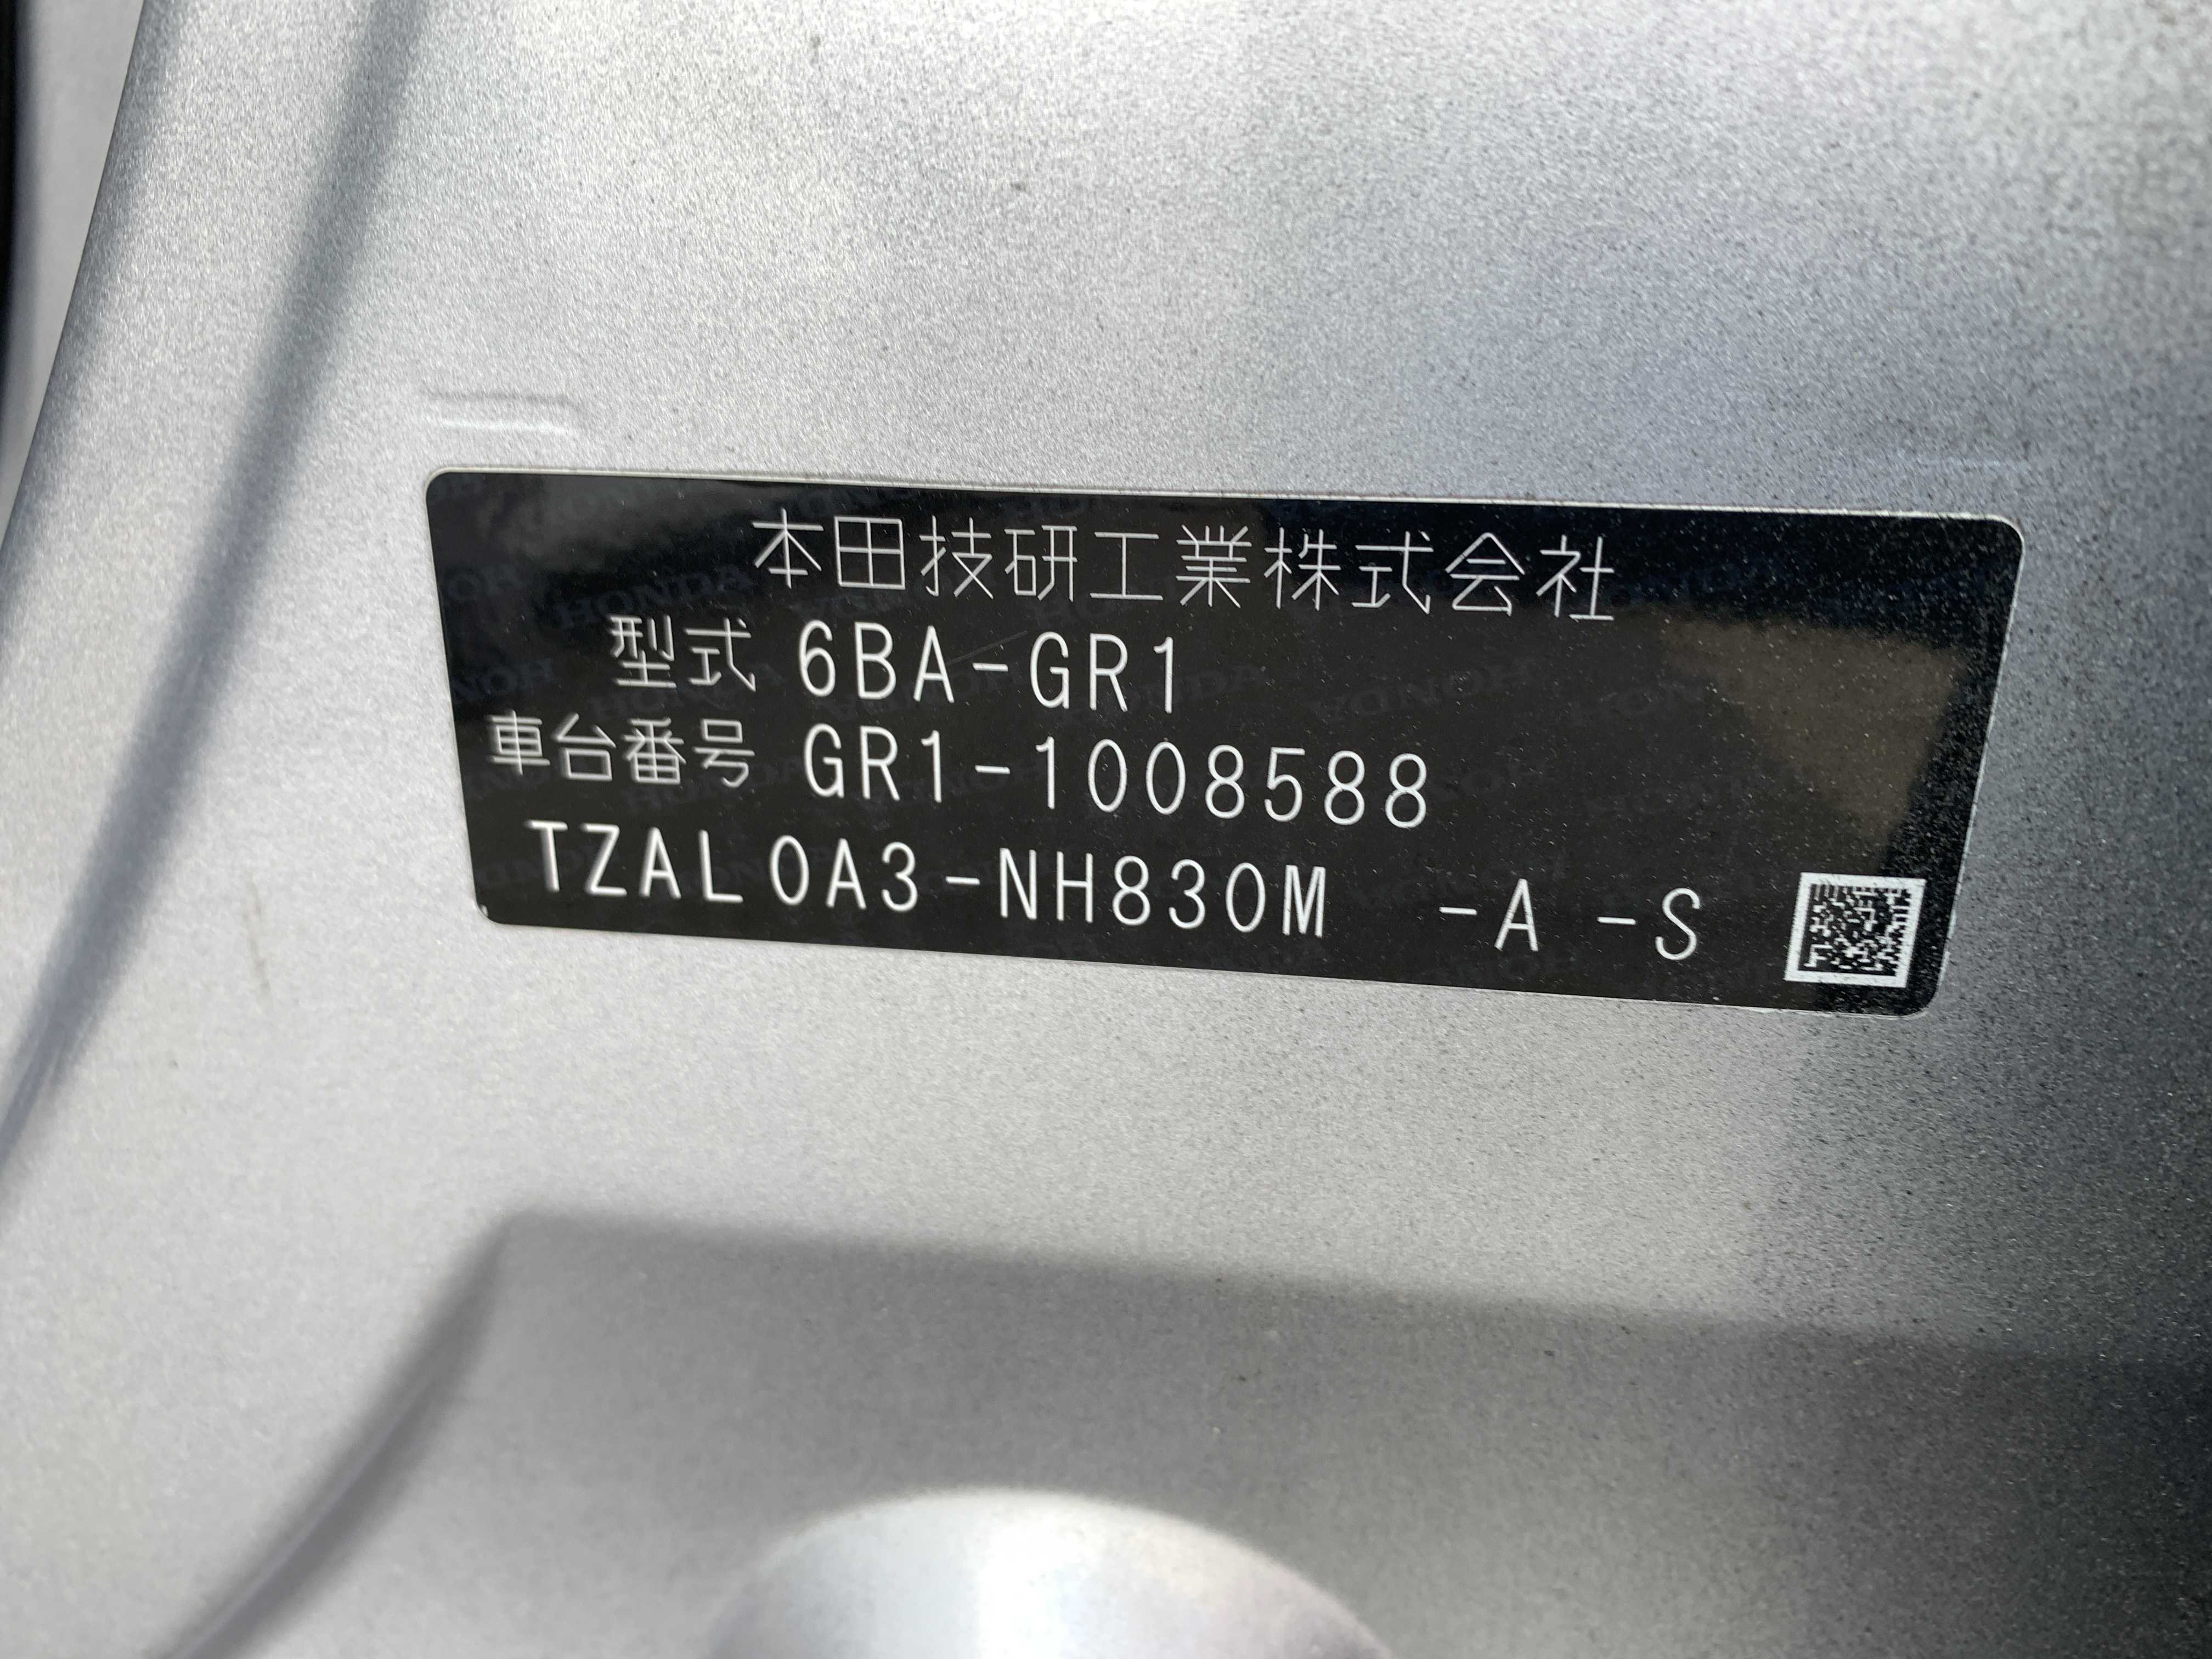 本田技研工業株式会社
型式 6BA-GR1
車台番号 GR1-1008588
TZAL0A3-NH830M -A -S